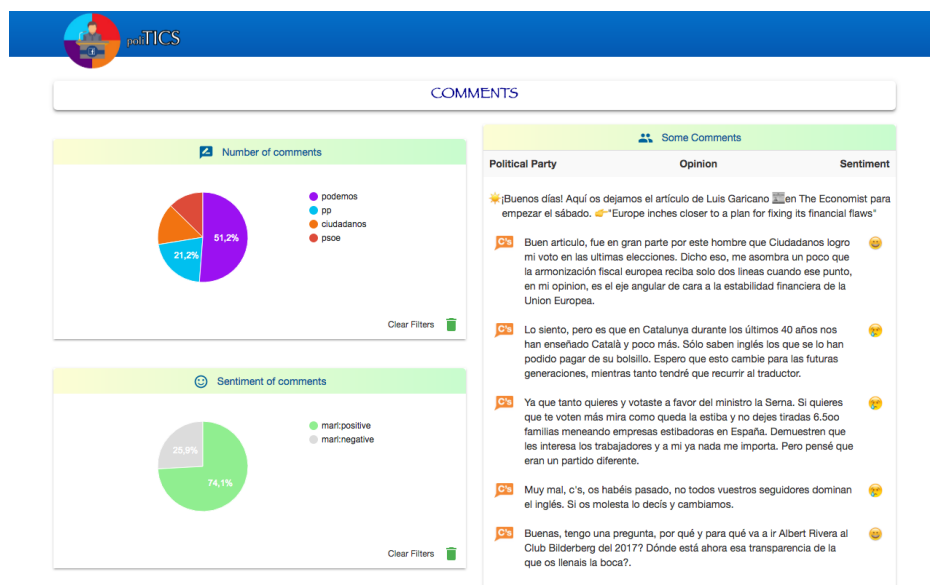 poliTICS
COMMENTS
Number of comments
podemos
pp
ciudadanos
psoe
51,2%
21,2%
Clear Filters
Sentiment of comments
marl:positive
marl:negative
25,9%
74,1%
Clear Filters
Some Comments
Political Party Opinion Sentiment
☀️¡Buenos días! Aquí os dejamos el artículo de Luis Garicano 📰en The Economist para
empezar el sábado. 👉"Europe inches closer to a plan for fixing its financial flaws"
C's
Buen articulo, fue en gran parte por este hombre que Ciudadanos logro
mi voto en las ultimas elecciones. Dicho eso, me asombra un poco que
la armonización fiscal europea reciba solo dos lineas cuando ese punto,
en mi opinion, es el eje angular de cara a la estabilidad financiera de la
Union Europea.
C's
Lo siento, pero es que en Catalunya durante los últimos 40 años nos
han enseñado Català y poco más. Sólo saben inglés los que se lo han
podido pagar de su bolsillo. Espero que esto cambie para las futuras
generaciones, mientras tanto tendré que recurrir al traductor.
C's
Ya que tanto quieres y votaste a favor del ministro la Serna. Si quieres
que te voten más mira como queda la estiba y no dejes tiradas 6.5oo
familias meneando empresas estibadoras en España. Demuestren que
les interesa los trabajadores y a mi ya nada me importa. Pero pensé que
eran un partido diferente.
C's
Muy mal, c's, os habéis pasado, no todos vuestros seguidores dominan
el inglés. Si os molesta lo decís y cambiamos.
C's
Buenas, tengo una pregunta, por qué y para qué va a ir Albert Rivera al
Club Bilderberg del 2017? Dónde está ahora esa transparencia de la
que os llenais la boca?.